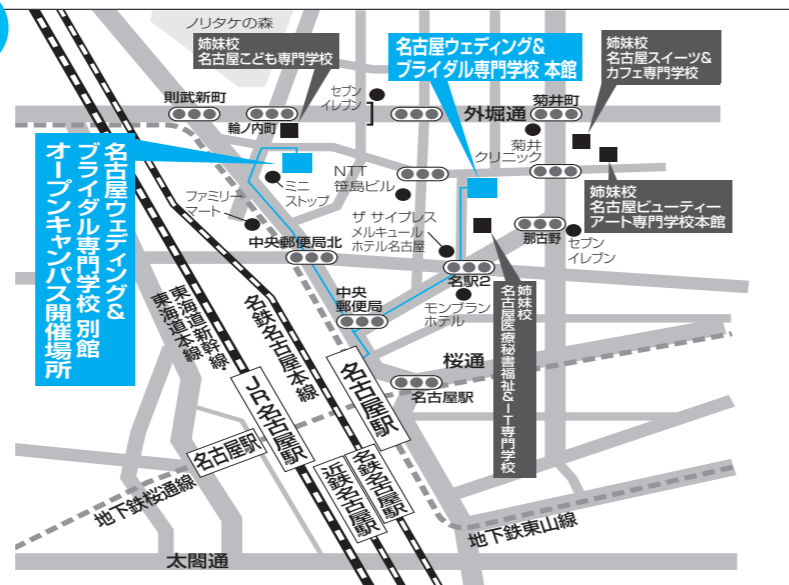 ノリタケの森
姉妹校
名古屋こども専門学校
名古屋ウェディング&
ブライダル専門学校 本館
姉妹校
名古屋スイーツ&
カフェ専門学校
則武新町
輪ノ内町
セブン
イレブン
外堀通
菊井町
菊井
クリニック
名古屋ウェディング&
ブライダル専門学校 別館
オープンキャンパス開催場所
ミニ
ストップ
NTT
笹島ビル
姉妹校
名古屋ビューティー
アート専門学校本館
ファミリー
マート
ザ サイプレス
メルキュール
ホテル名古屋
中央郵便局北
那古野
セブン
イレブン
名駅2
中央
郵便局
モンブラン
ホテル
姉妹校
名古屋医療秘書福祉&IT専門学校
東海道新幹線
東海道本線
名鉄名古屋本線
桜通
名古屋駅
名古屋駅
JR名古屋駅
名古屋駅
名鉄名古屋駅
近鉄名古屋駅
地下鉄桜通線
地下鉄東山線
太閤通